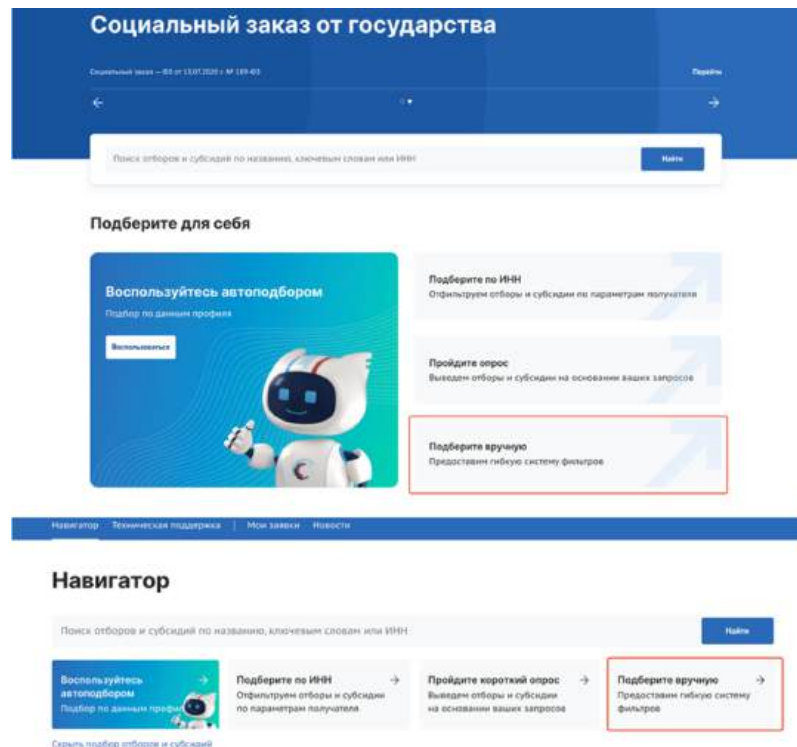 Социальный заказ от государства
Социальный заказ — ФЗ от 13.07.2020 г. № 189-ФЗ
Перейти
Поиск отборов и субсидий по названию, ключевым словам или ИНН
Найти
Подберите для себя
Воспользуйтесь автоподбором
Подбор по данным профиля
Воспользоваться
Подберите по ИНН
Отфильтруем отборы и субсидии по параметрам получателя
Пройдите опрос
Выведем отборы и субсидии на основании ваших запросов
Подберите вручную
Предоставим гибкую систему фильтров
Навигатор Техническая поддержка | Мои заявки Новости
Навигатор
Поиск отборов и субсидий по названию, ключевым словам или ИНН
Найти
Воспользуйтесь
автоподбором
Подбор по данным профи
Подберите по ИНН
Отфильтруем отборы и субсидии
по параметрам получателя
Пройдите короткий опрос
Выведем отборы и субсидии
на основании ваших запросов
Подберите вручную
Предоставим гибкую систему
фильтров
Скрыть подбор отборов и субсидий